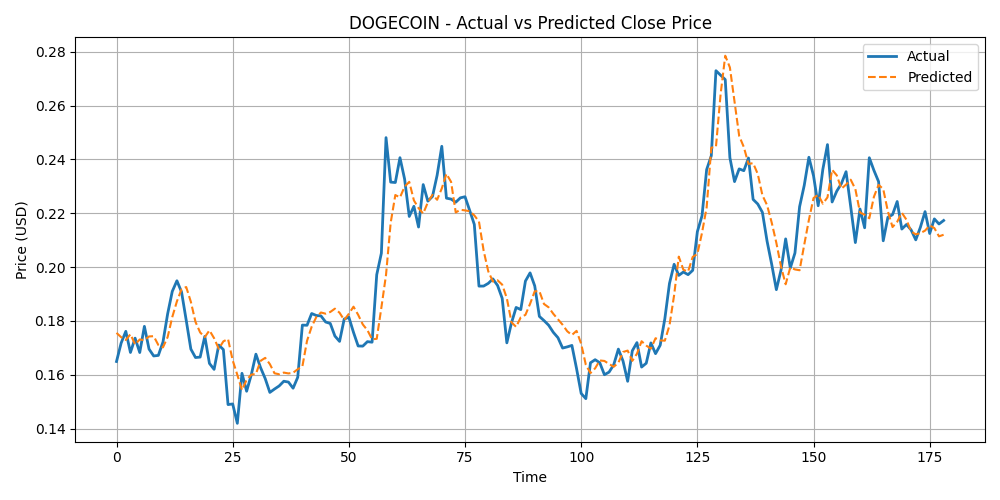 DOGECOIN - Actual vs Predicted Close Price
Actual
Predicted
Price (USD)
0.28
0.26
0.24
0.22
0.20
0.18
0.16
0.14
0 25 50 75 100 125 150 175
Time